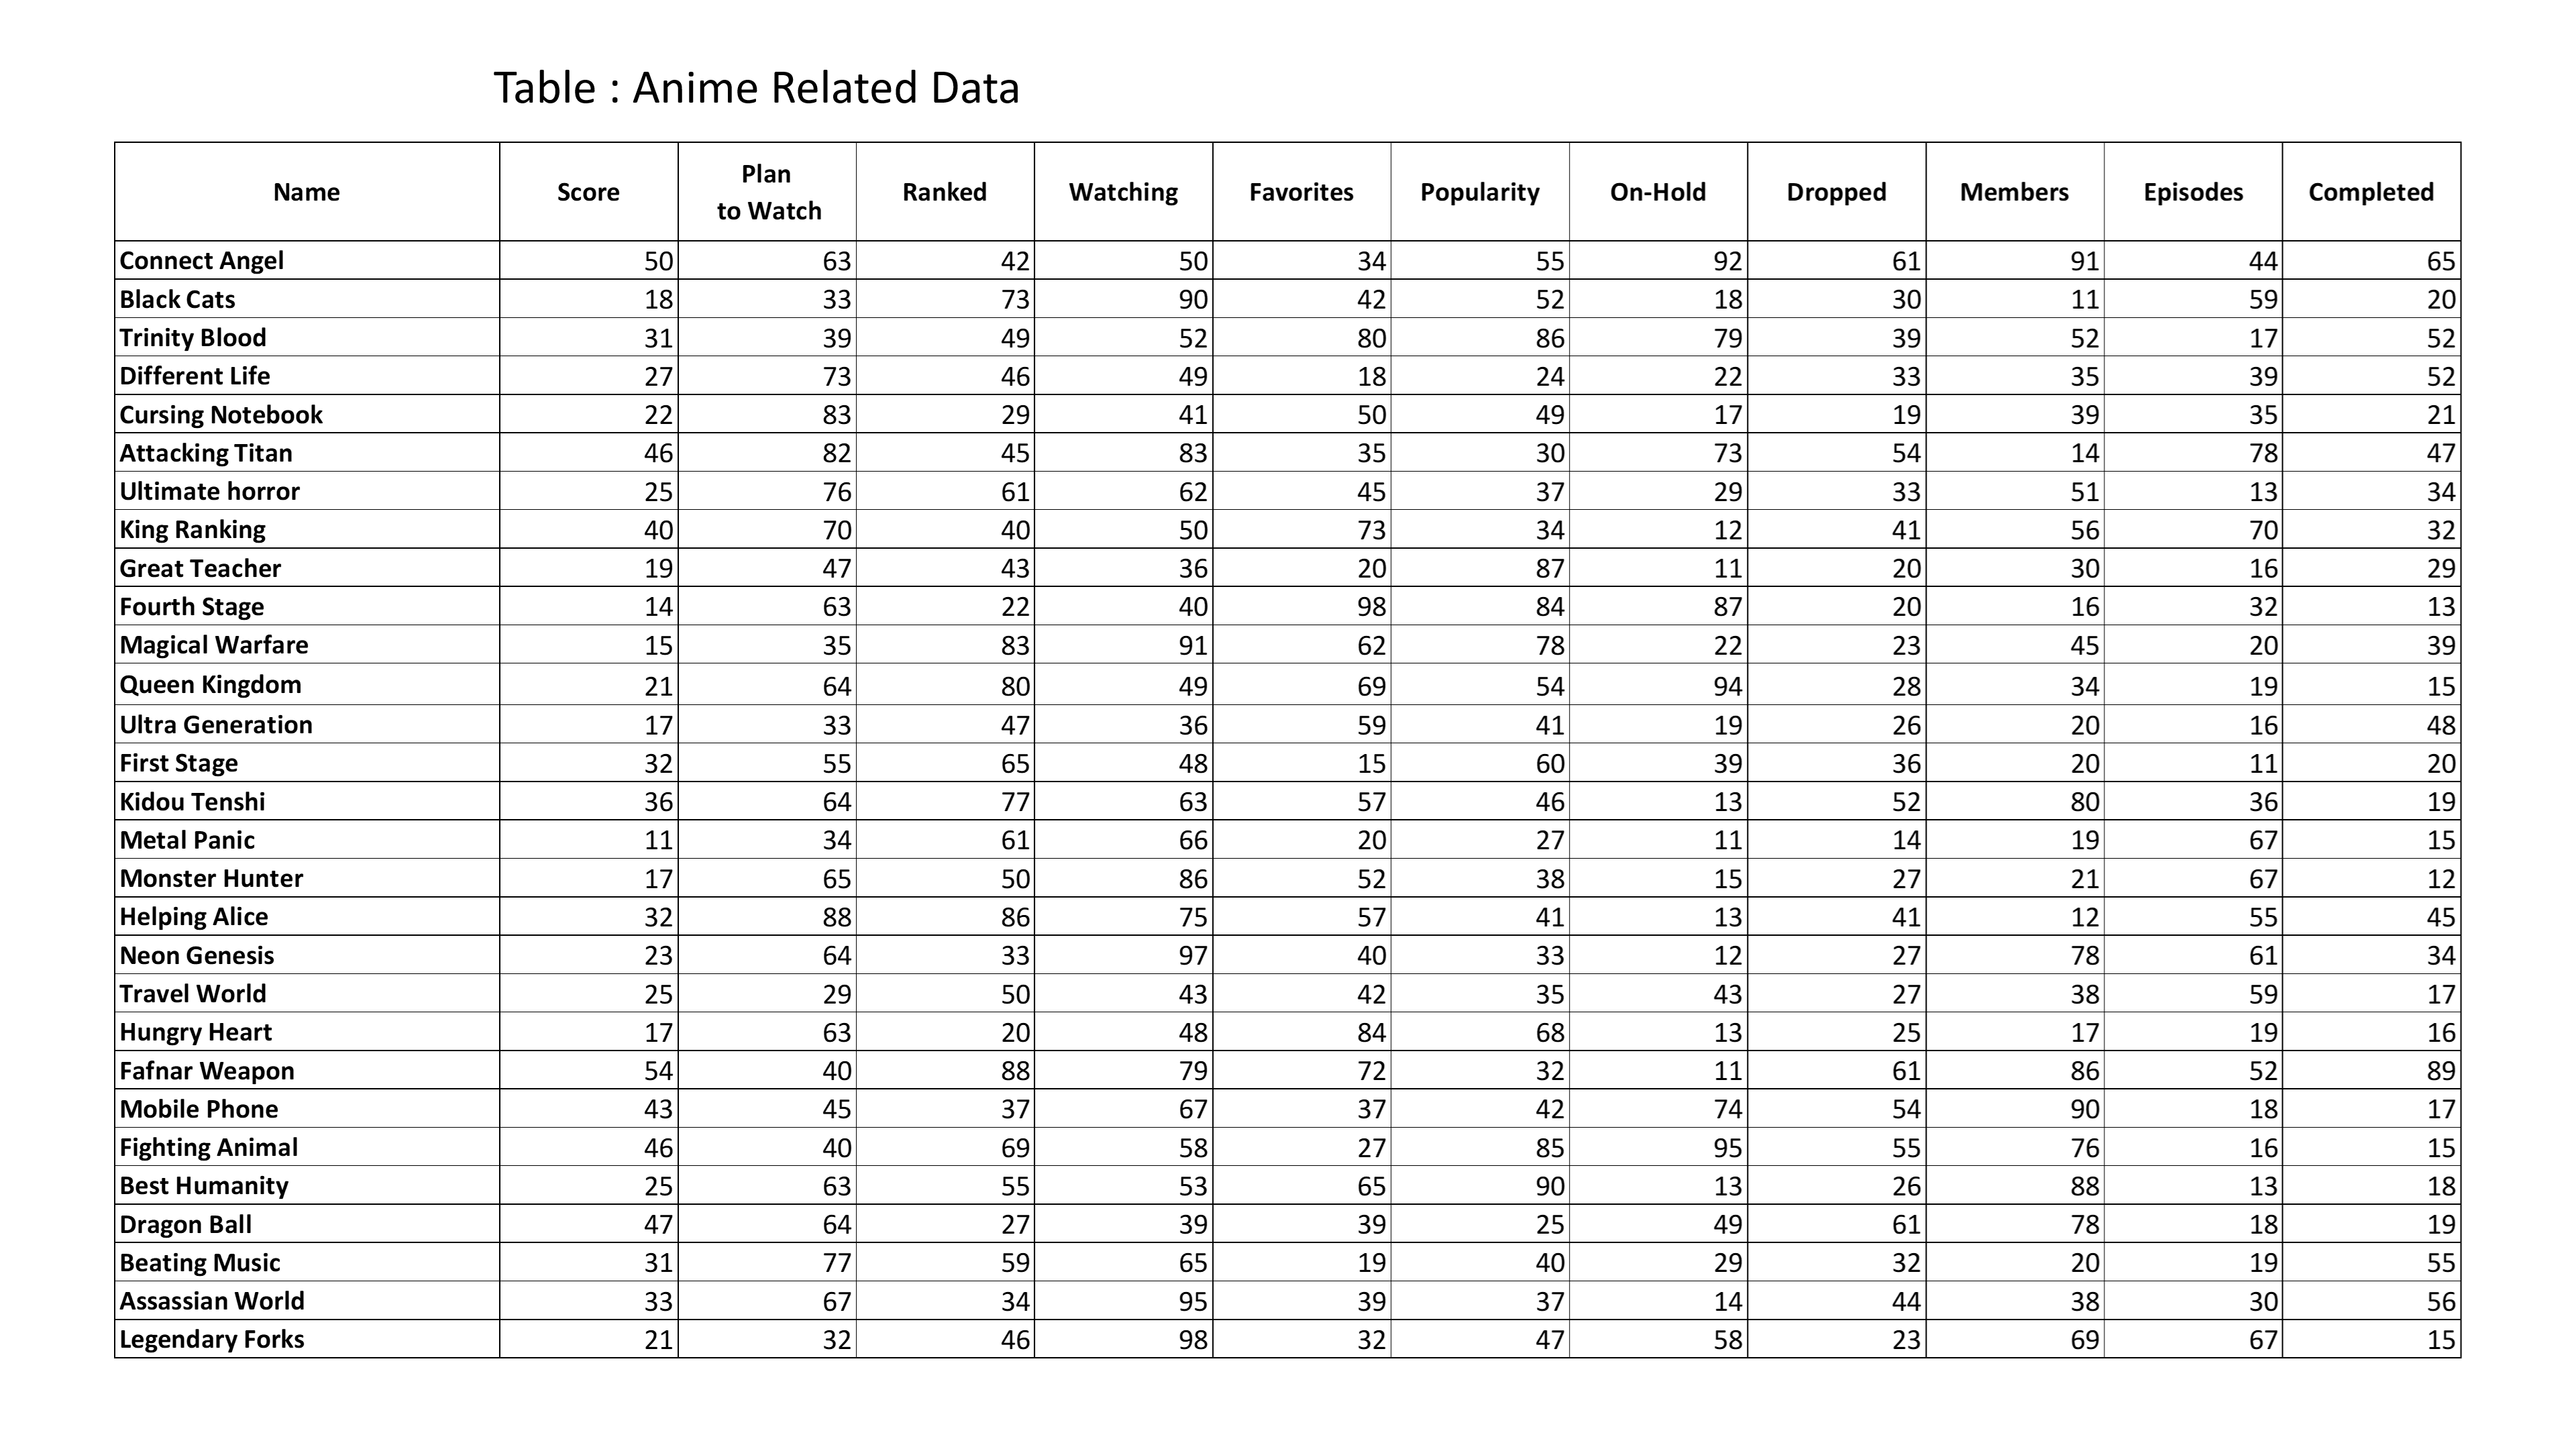 Table : Anime Related Data
Name Score Plan to Watch Ranked Watching Favorites Popularity On-Hold Dropped Members Episodes Completed
Connect Angel 50 63 42 50 34 55 92 61 91 44 65
Black Cats 18 33 73 90 42 52 18 30 11 59 20
Trinity Blood 31 39 49 52 80 86 79 39 52 17 52
Different Life 27 73 46 49 18 24 22 33 35 39 52
Cursing Notebook 22 83 29 41 50 49 17 19 39 35 21
Attacking Titan 46 82 45 83 35 30 73 54 14 78 47
Ultimate horror 25 76 61 62 45 37 29 33 51 13 34
King Ranking 40 70 40 50 73 34 12 41 56 70 32
Great Teacher 19 47 43 36 20 87 11 20 30 16 29
Fourth Stage 14 63 22 40 98 84 87 20 16 32 13
Magical Warfare 15 35 83 91 62 78 22 23 45 20 39
Queen Kingdom 21 64 80 49 69 54 94 28 34 19 15
Ultra Generation 17 33 47 36 59 41 19 26 20 16 48
First Stage 32 55 65 48 15 60 39 36 20 11 20
Kidou Tenshi 36 64 77 63 57 46 13 52 80 36 19
Metal Panic 11 34 61 66 20 27 11 14 19 67 15
Monster Hunter 17 65 50 86 52 38 15 27 21 67 12
Helping Alice 32 88 86 75 57 41 13 41 12 55 45
Neon Genesis 23 64 33 97 40 33 12 27 78 61 34
Travel World 25 29 50 43 42 35 43 27 38 59 17
Hungry Heart 17 63 20 48 84 68 13 25 17 19 16
Fafnar Weapon 54 40 88 79 72 32 11 61 86 52 89
Mobile Phone 43 45 37 67 37 42 74 54 90 18 17
Fighting Animal 46 40 69 58 27 85 95 55 76 16 15
Best Humanity 25 63 55 53 65 90 13 26 88 13 18
Dragon Ball 47 64 27 39 39 25 49 61 78 18 19
Beating Music 31 77 59 65 19 40 29 32 20 19 55
Assassian World 33 67 34 95 39 37 14 44 38 30 56
Legendary Forks 21 32 46 98 32 47 58 23 69 67 15